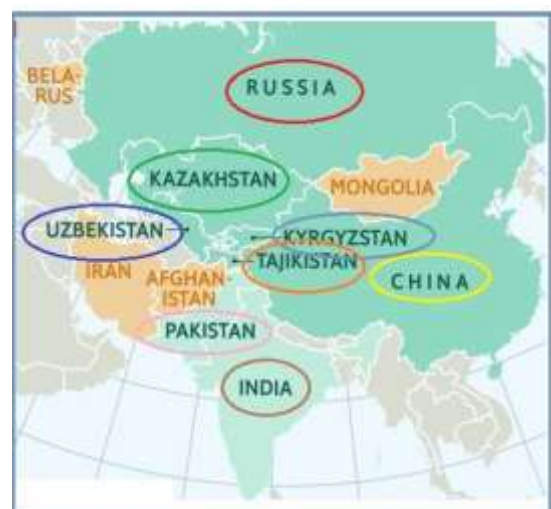 BELA-
RUS
RUSSIA
KAZAKHSTAN
MONGOLIA
UZBEKISTAN
KYRGYZSTAN
TAJIKISTAN
IRAN
AFGHAN-
ISTAN
CHINA
PAKISTAN
INDIA